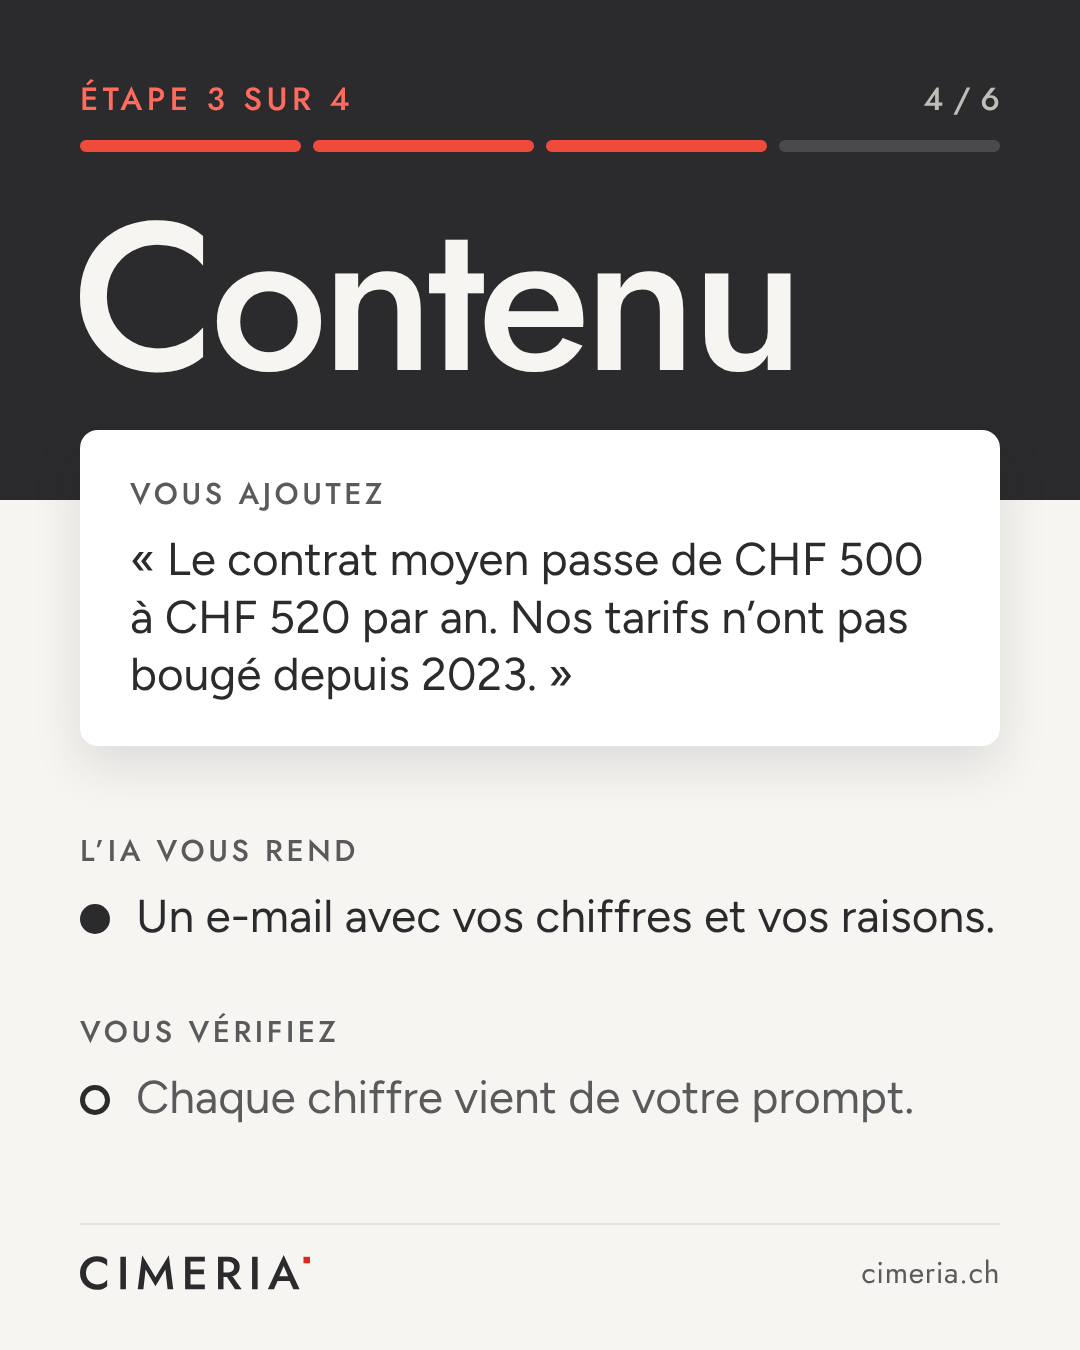 ÉTAPE 3 SUR 4
4 / 6
Contenu
VOUS AJOUTEZ
« Le contrat moyen passe de CHF 500
à CHF 520 par an. Nos tarifs n’ont pas
bougé depuis 2023. »
L’IA VOUS REND
Un e-mail avec vos chiffres et vos raisons.
VOUS VÉRIFIEZ
Chaque chiffre vient de votre prompt.
CIMERIA
cimeria.ch